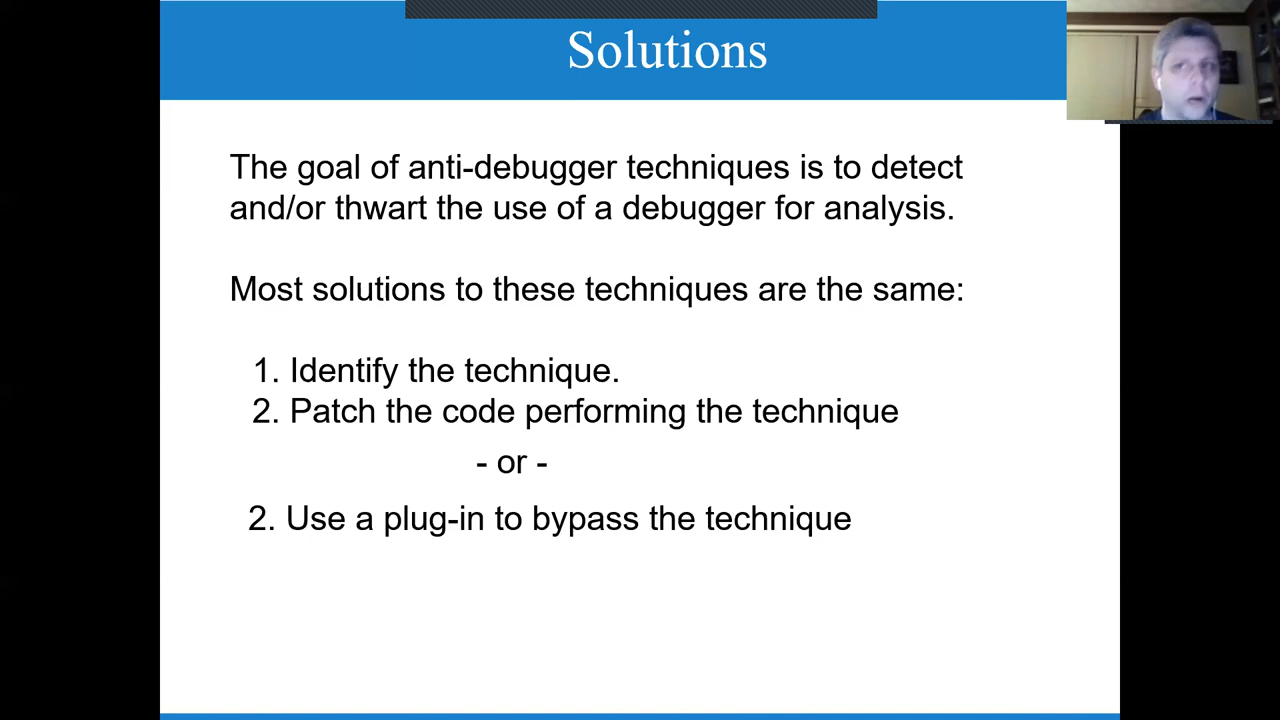 Solutions
The goal of anti-debugger techniques is to detect
and/or thwart the use of a debugger for analysis.
Most solutions to these techniques are the same:
1. Identify the technique.
2. Patch the code performing the technique
- or -
2. Use a plug-in to bypass the technique